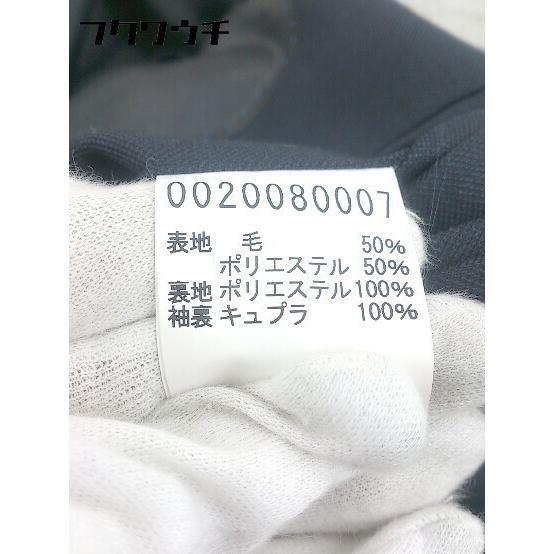 フクウウチ
0020080007
表地 毛 50%
ポリエステル 50%
裏地 ポリエステル 100%
袖裏 キュプラ 100%